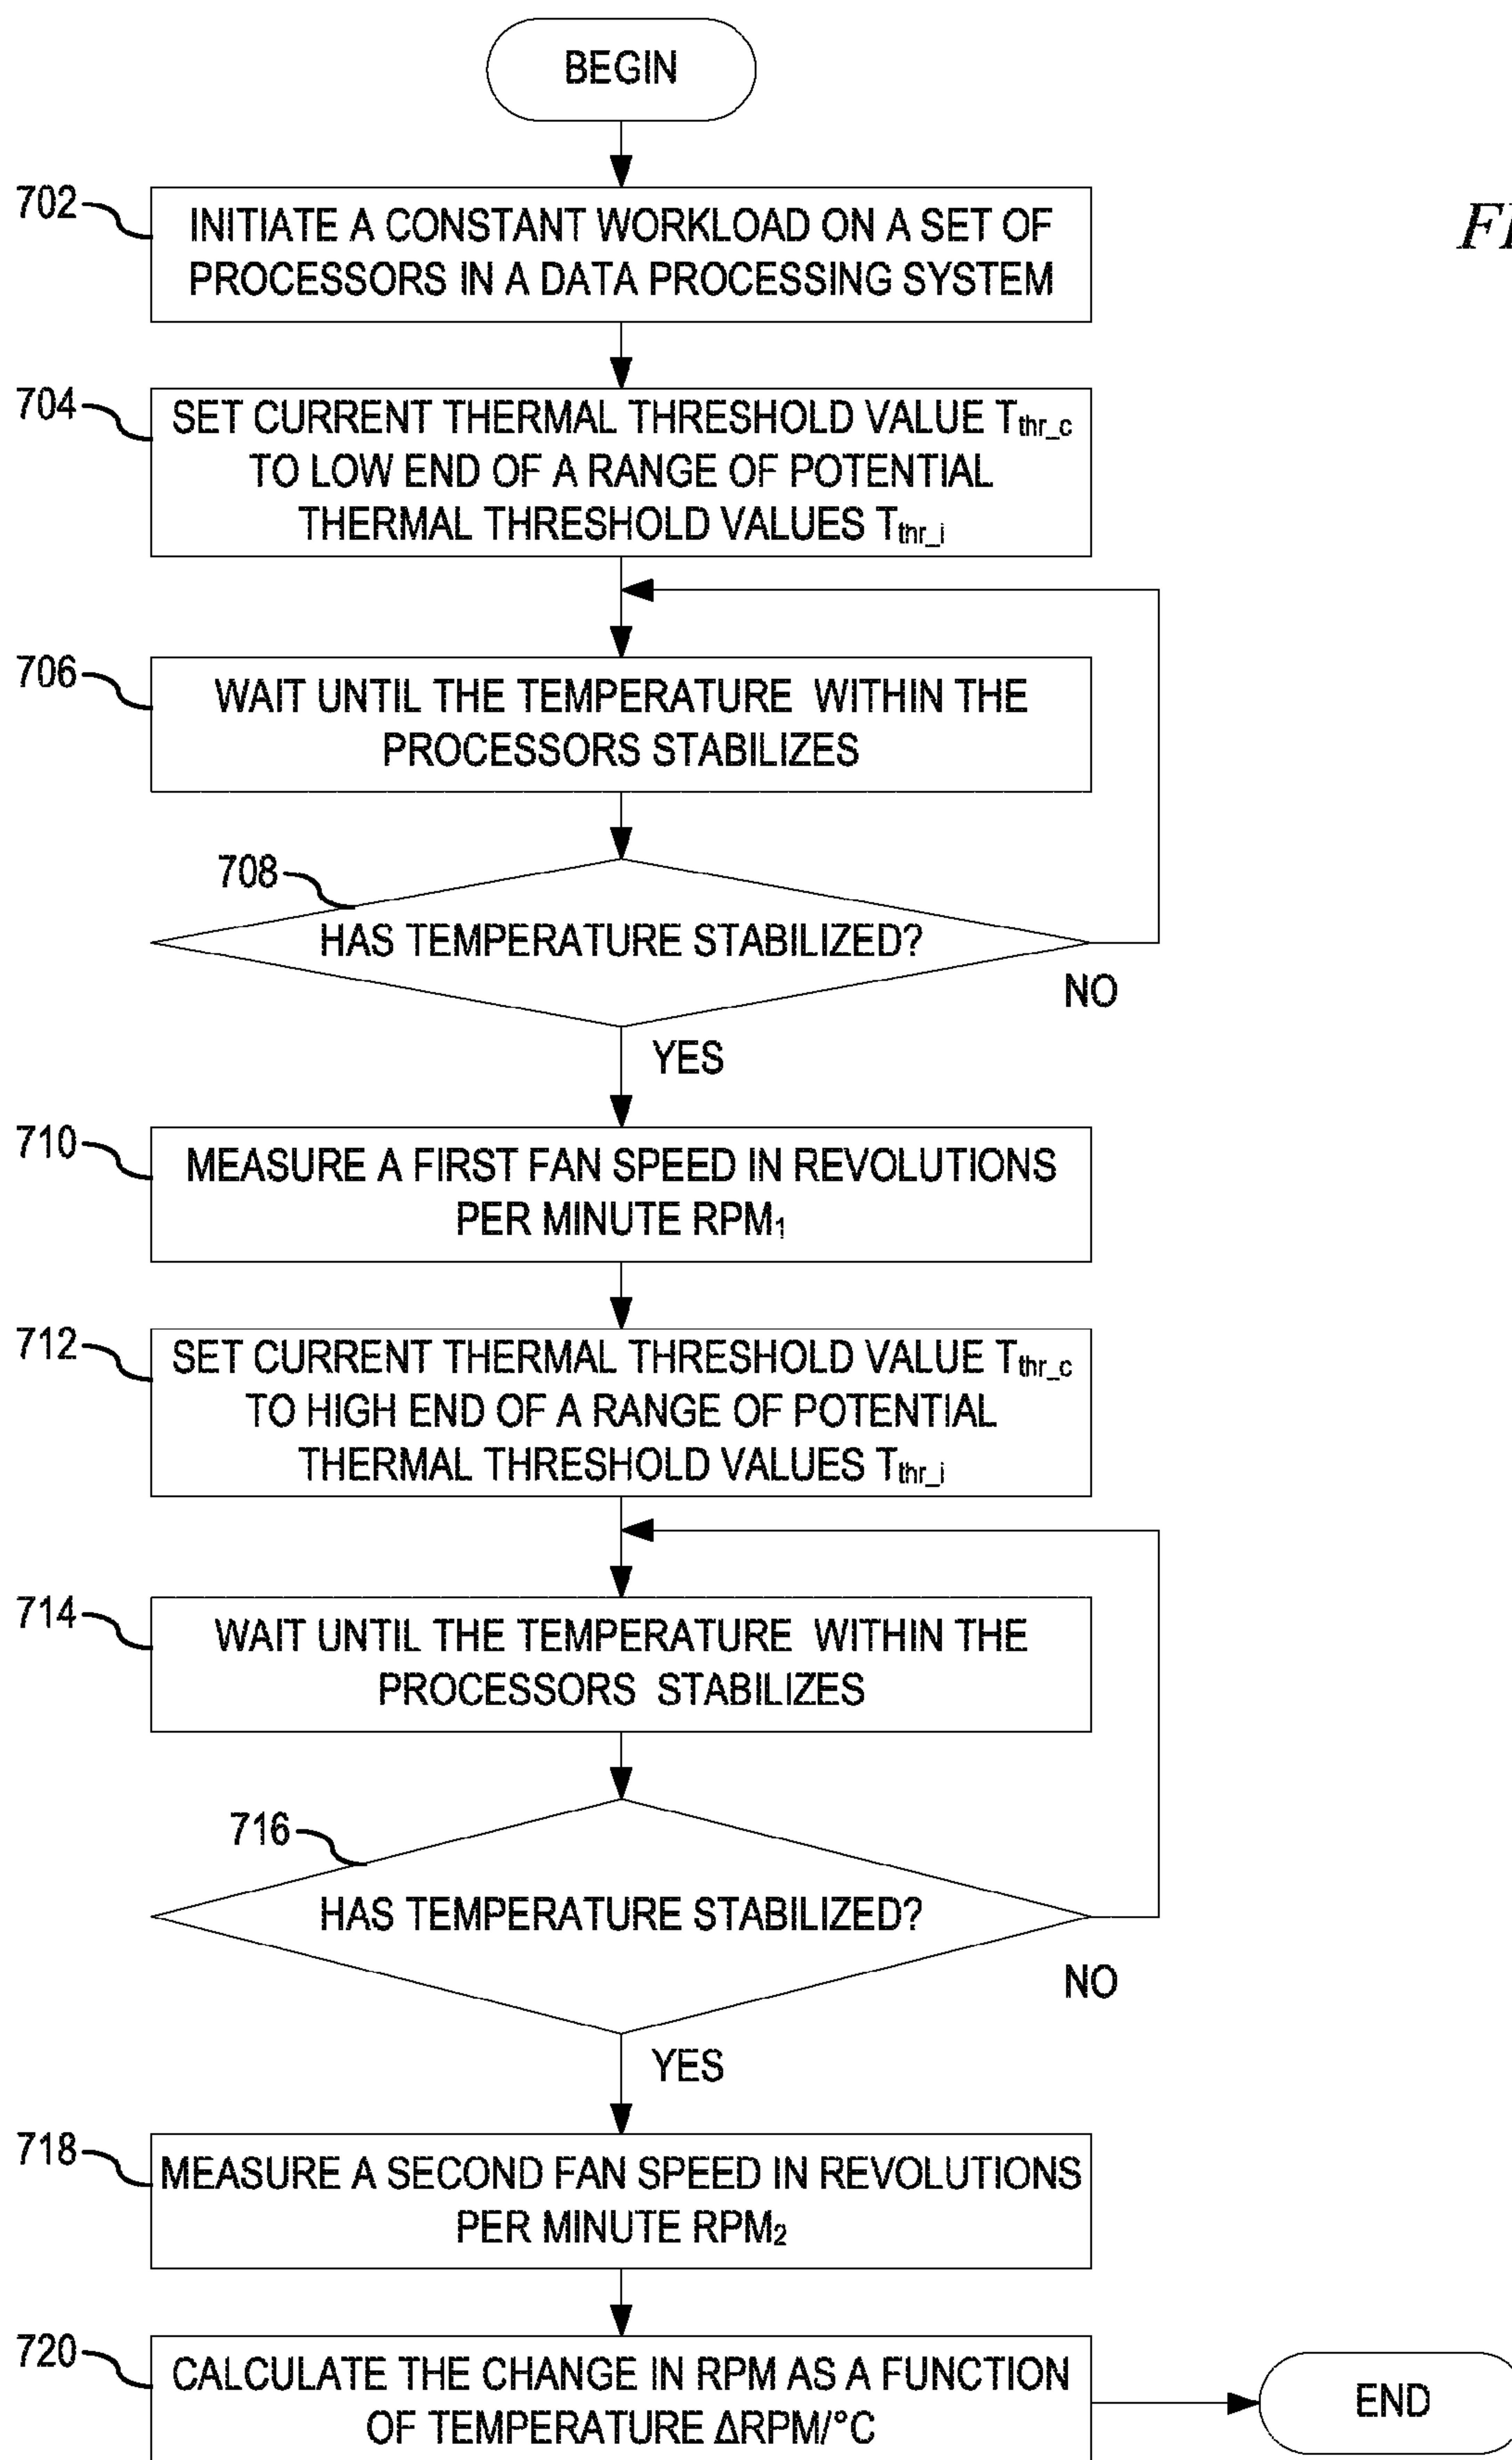 BEGIN
702
INITIATE A CONSTANT WORKLOAD ON A SET OF
PROCESSORS IN A DATA PROCESSING SYSTEM
FI
704
SET CURRENT THERMAL THRESHOLD VALUE Tthr_c
TO LOW END OF A RANGE OF POTENTIAL
THERMAL THRESHOLD VALUES Tthr_i
706
WAIT UNTIL THE TEMPERATURE WITHIN THE
PROCESSORS STABILIZES
708
HAS TEMPERATURE STABILIZED?
NO
YES
710
MEASURE A FIRST FAN SPEED IN REVOLUTIONS
PER MINUTE RPM₁
712
SET CURRENT THERMAL THRESHOLD VALUE Tthr_c
TO HIGH END OF A RANGE OF POTENTIAL
THERMAL THRESHOLD VALUES Tthr_i
714
WAIT UNTIL THE TEMPERATURE WITHIN THE
PROCESSORS STABILIZES
716
HAS TEMPERATURE STABILIZED?
NO
YES
718
MEASURE A SECOND FAN SPEED IN REVOLUTIONS
PER MINUTE RPM₂
720
CALCULATE THE CHANGE IN RPM AS A FUNCTION
OF TEMPERATURE ΔRPM/°C
END